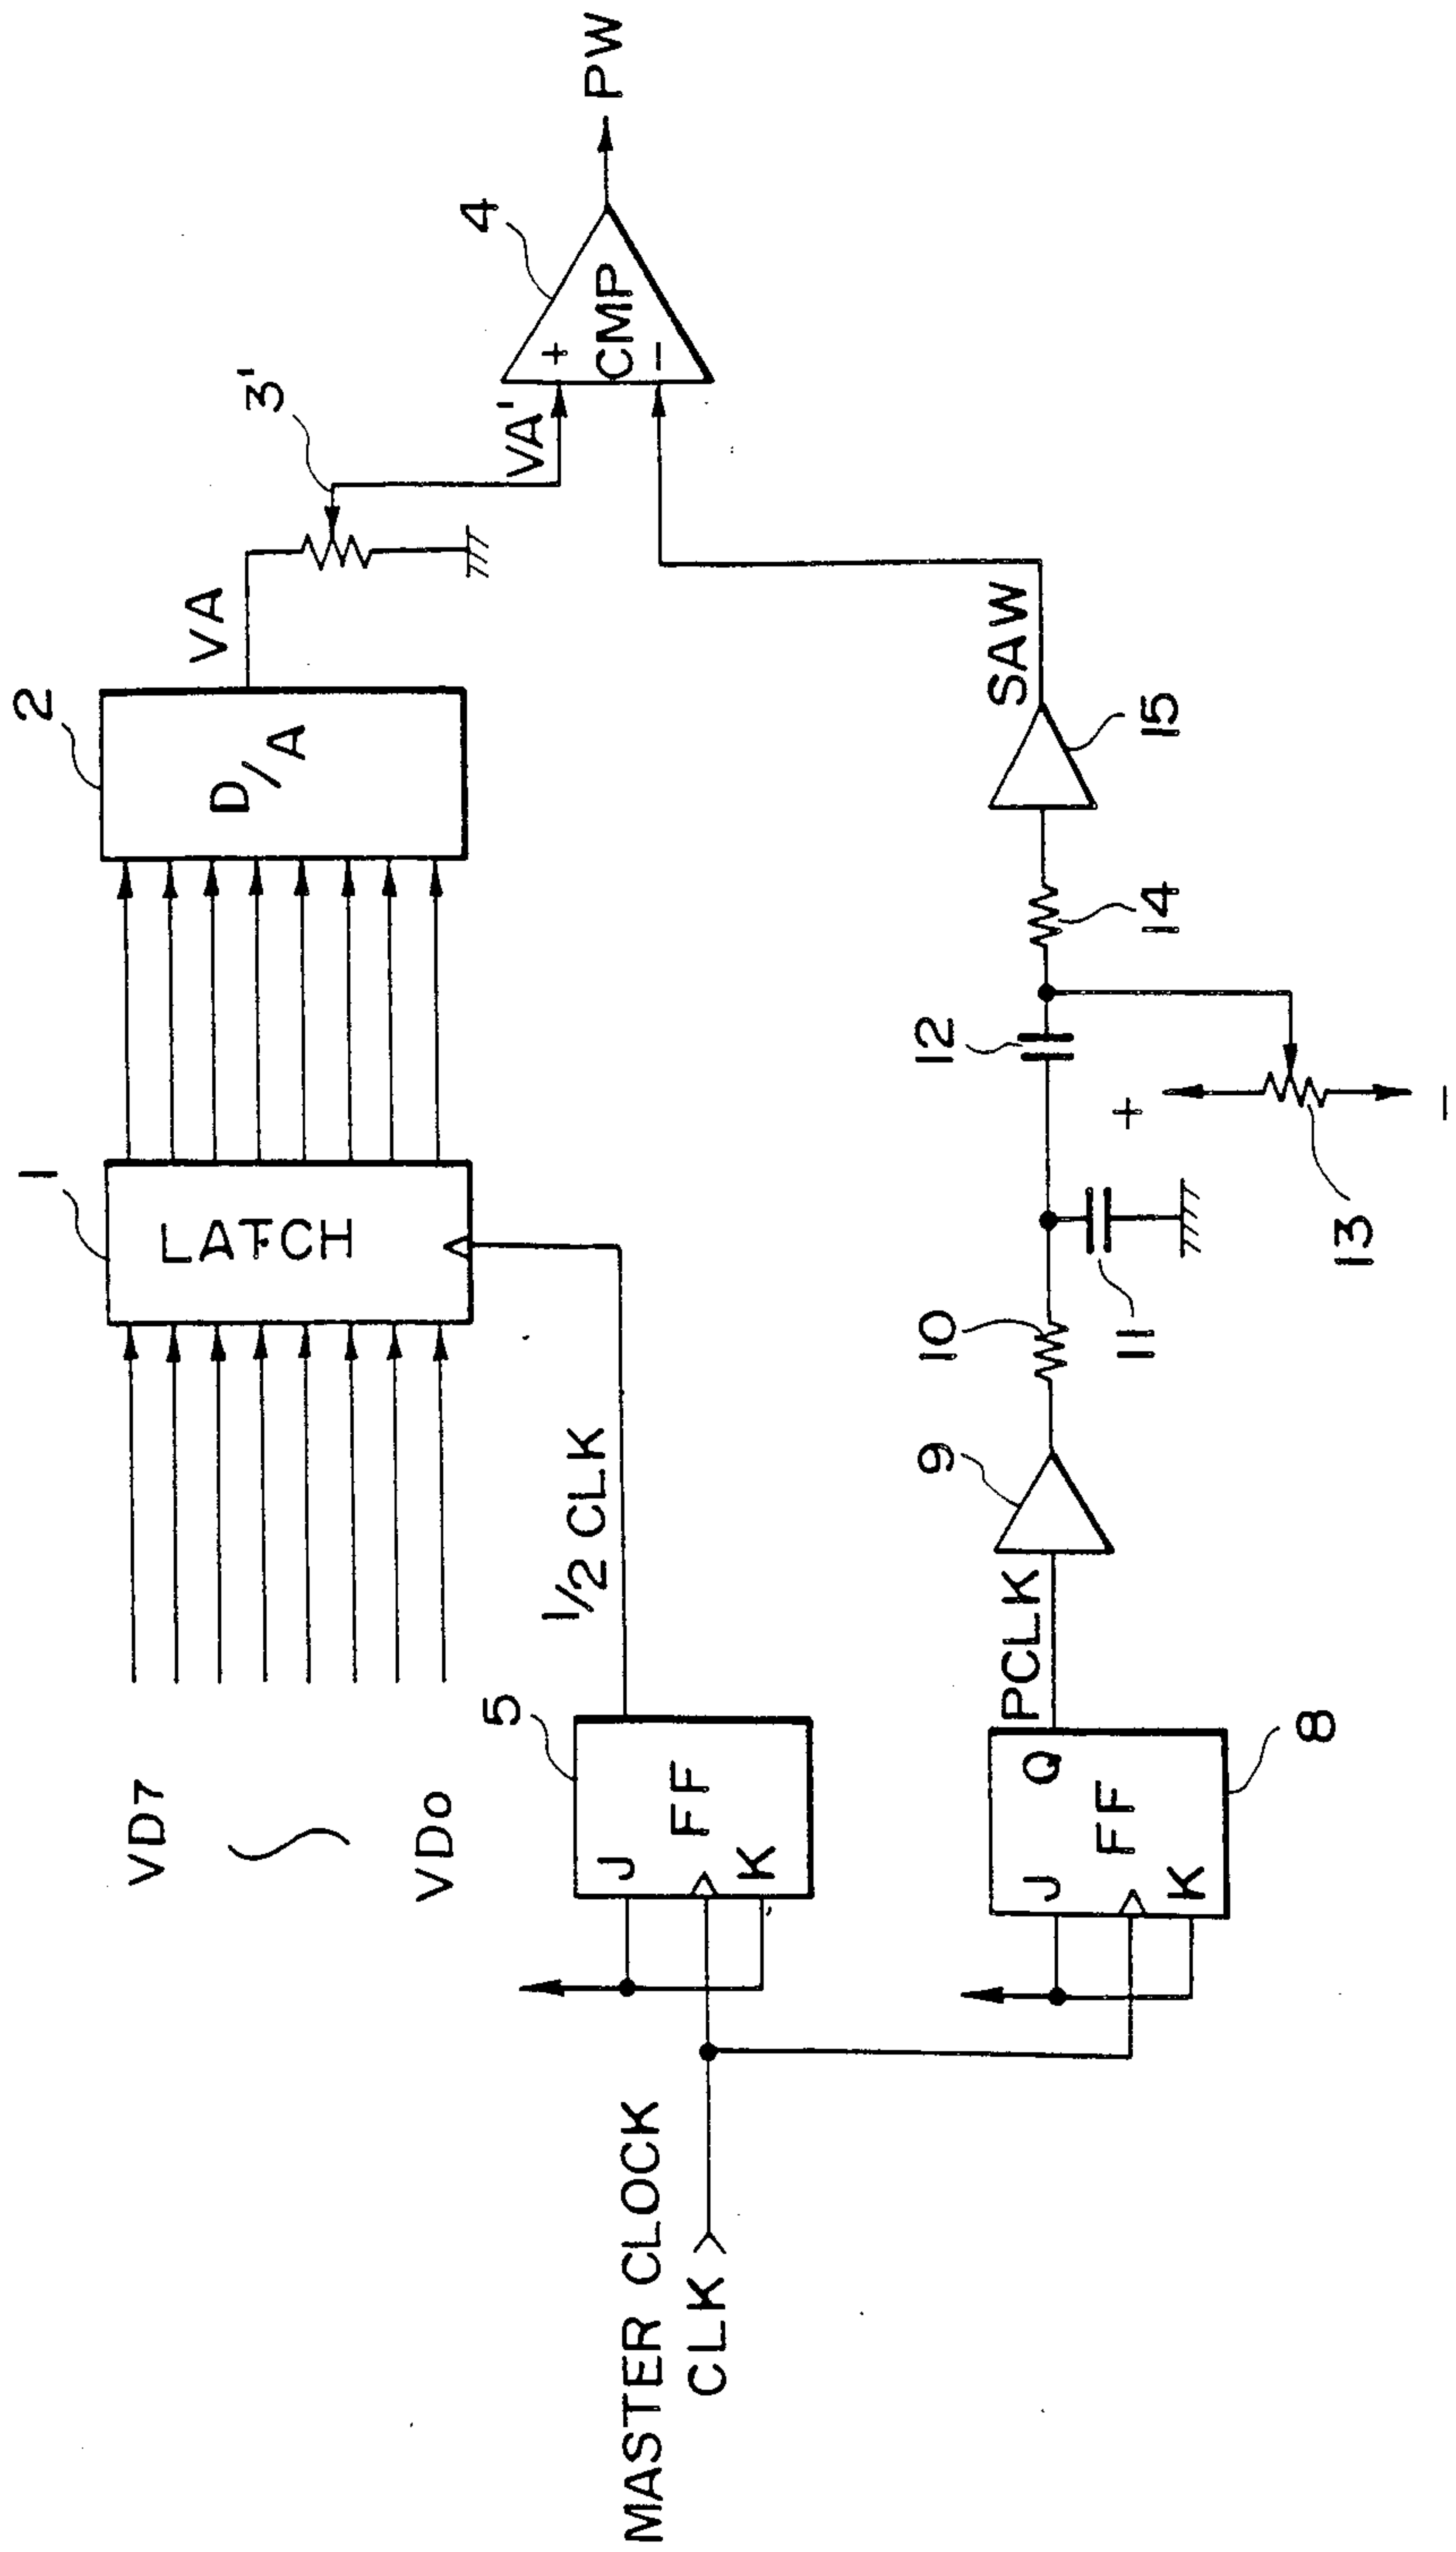 VD7
VD0
1
LATCH
2
D/A
VA
3'
VA'
4
+
CMP
−
PW
MASTER CLOCK
CLK
5
J
FF
K
1/2 CLK
8
J
Q
FF
K
PCLK
9
10
11
12
+
13
−
14
15
SAW